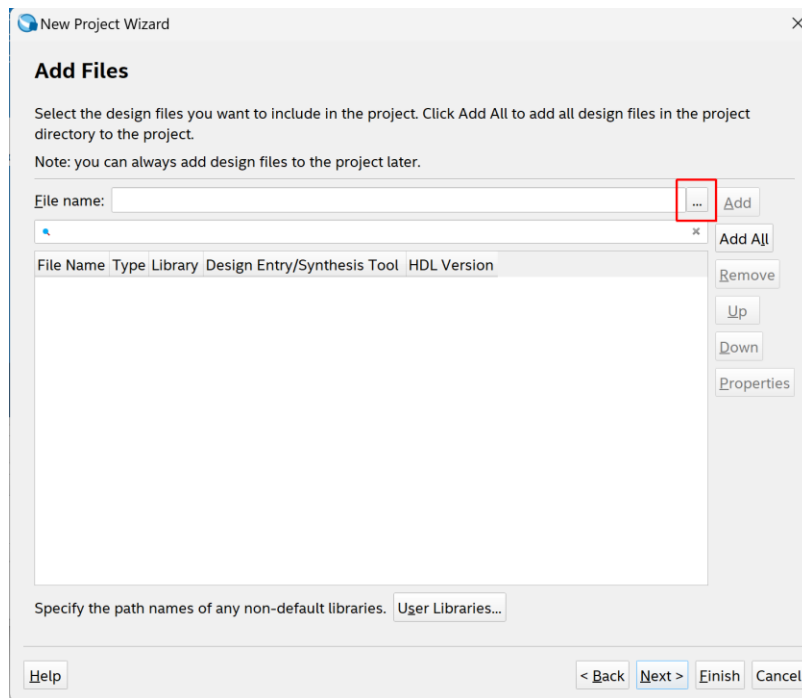 New Project Wizard
Add Files
Select the design files you want to include in the project. Click Add All to add all design files in the project
directory to the project.
Note: you can always add design files to the project later.
File name:
...
Add
Add All
File Name Type Library Design Entry/Synthesis Tool HDL Version
Remove
Up
Down
Properties
Specify the path names of any non-default libraries. User Libraries...
Help
< Back Next > Finish Cancel